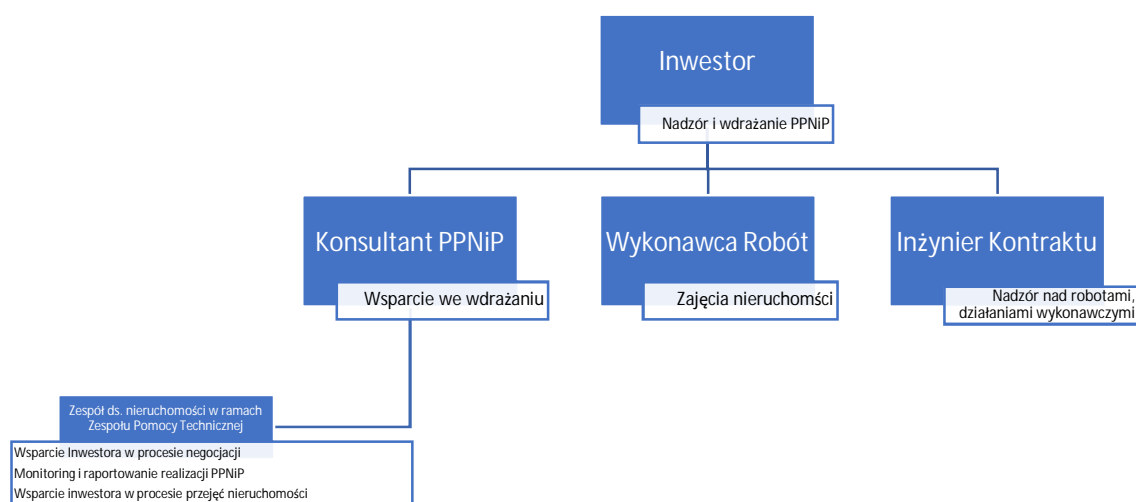 Inwestor
Nadzór i wdrażanie PPNiP
Konsultant PPNiP
Wsparcie we wdrażaniu
Wykonawca Robót
Zajęcia nieruchomści
Inżynier Kontraktu
Nadzór nad robotami,
działaniami wykonawczymi
Zespół ds. nieruchomości w ramach
Zespołu Pomocy Technicznej
Wsparcie Inwestora w procesie negocjacji
Monitoring i raportowanie realizacji PPNiP
Wsparcie inwestora w procesie przejęć nieruchomości